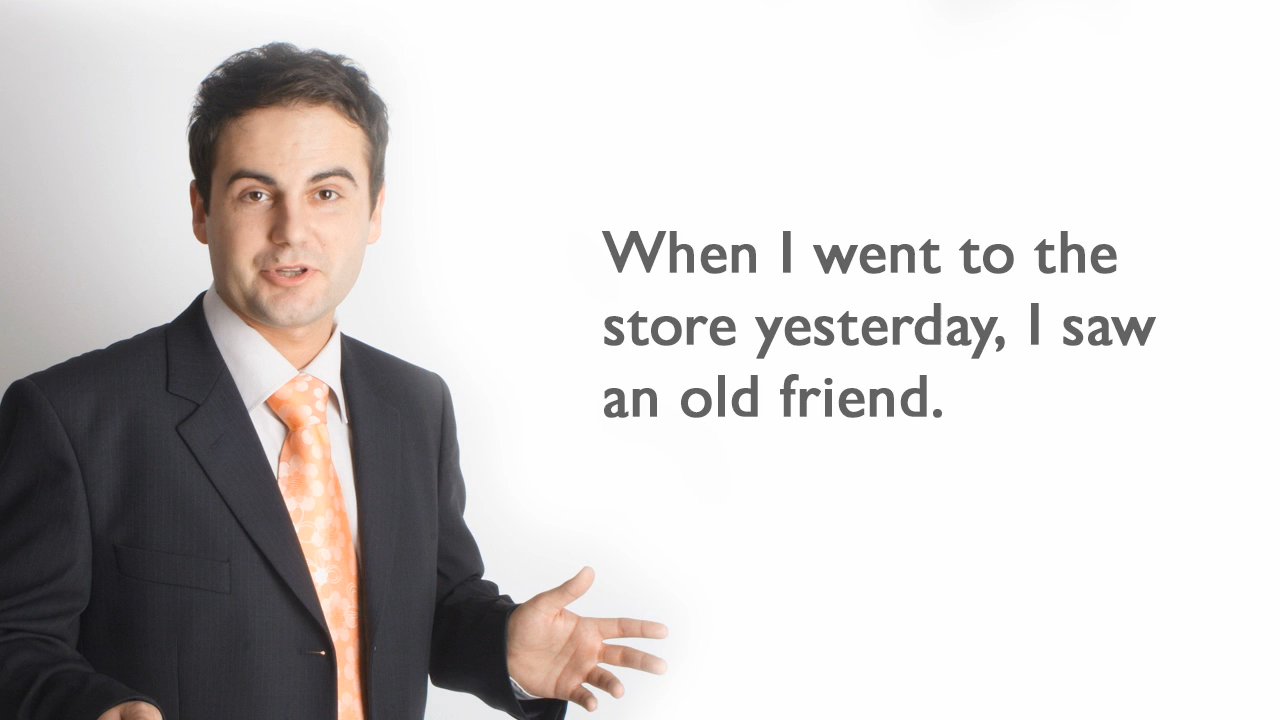 When I went to the
store yesterday, I saw
an old friend.